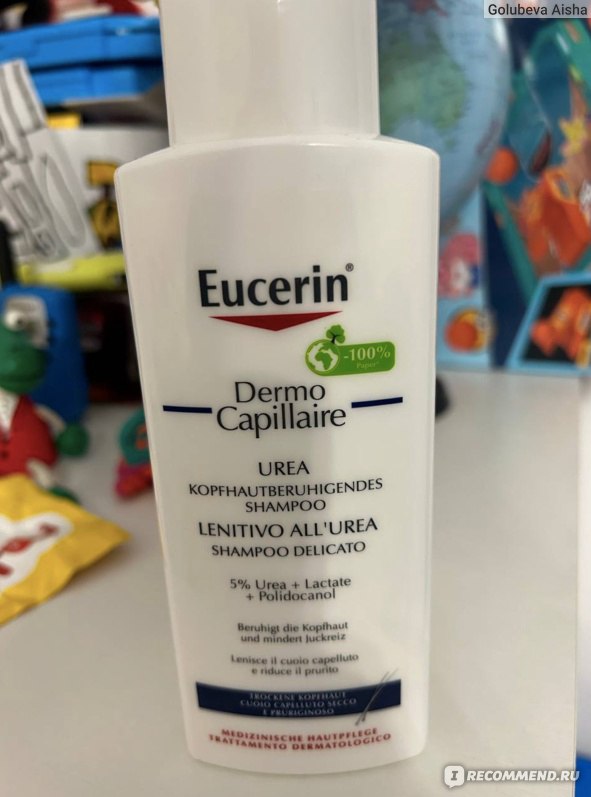 Golubeva Aisha
Eucerin®
-100%
Paper*
Dermo
Capillaire
UREA
KOPFHAUTBERUHIGENDES
SHAMPOO
LENITIVO ALL'UREA
SHAMPOO DELICATO
5% Urea + Lactate
+ Polidocanol
Beruhigt die Kopfhaut
und mindert Juckreiz
Lenisce il cuoio capelluto
e riduce il prurito
TROCKENE KOPFHAUT
CUOIO CAPELLUTO SECCO
E PRURIGINOSO
MEDIZINISCHE HAUTPFLEGE
TRATTAMENTO DERMATOLOGICO
IRECOMMEND.RU